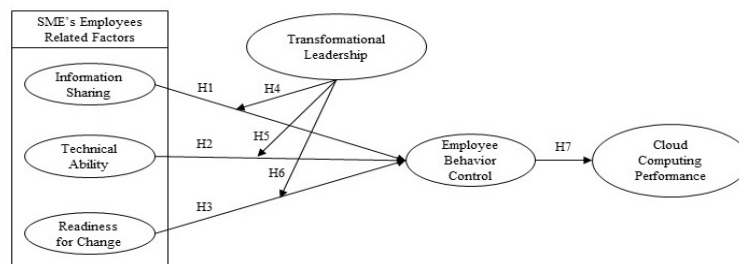 SME's Employees
Related Factors
Information
Sharing
Technical
Ability
Readiness
for Change
Transformational
Leadership
H1
H4
H5
H2
H6
H3
Employee
Behavior
Control
H7
Cloud
Computing
Performance